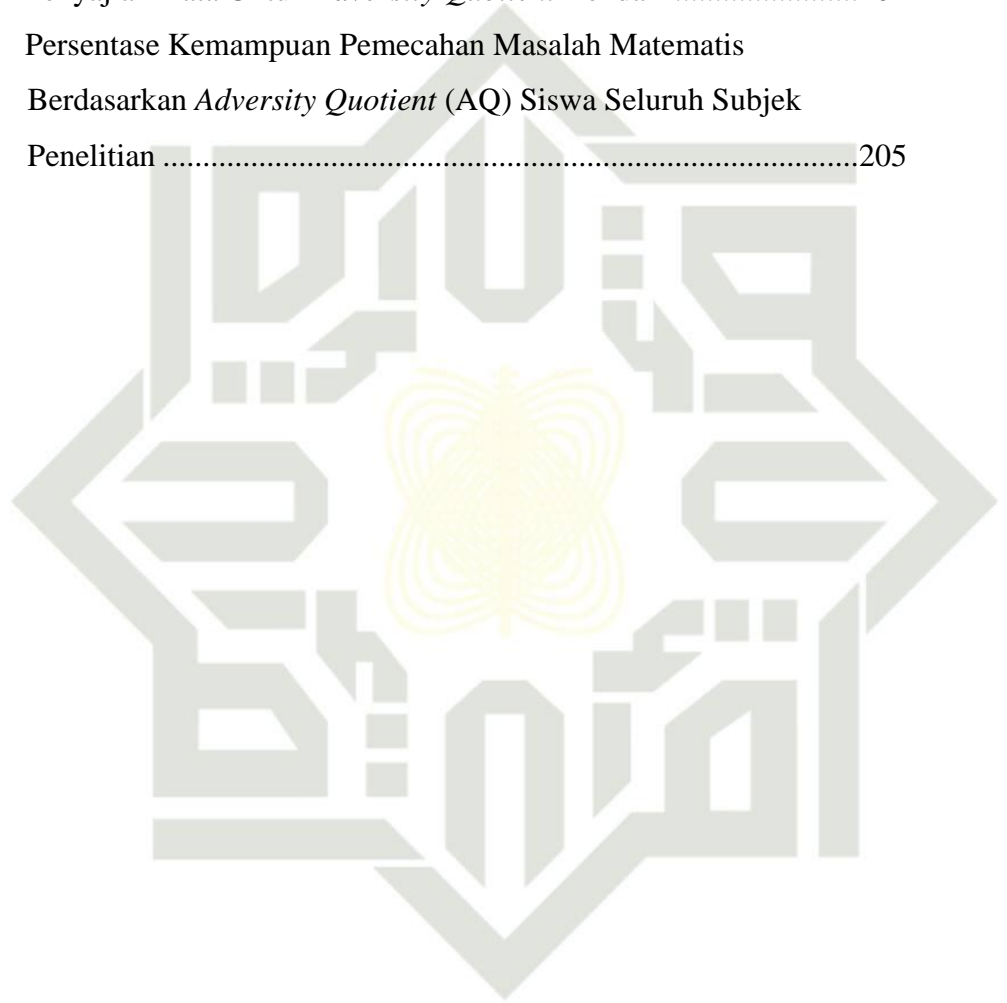 Persentase Kemampuan Pemecahan Masalah Matematis
Berdasarkan Adversity Quotient (AQ) Siswa Seluruh Subjek
Penelitian ........................................................................................205